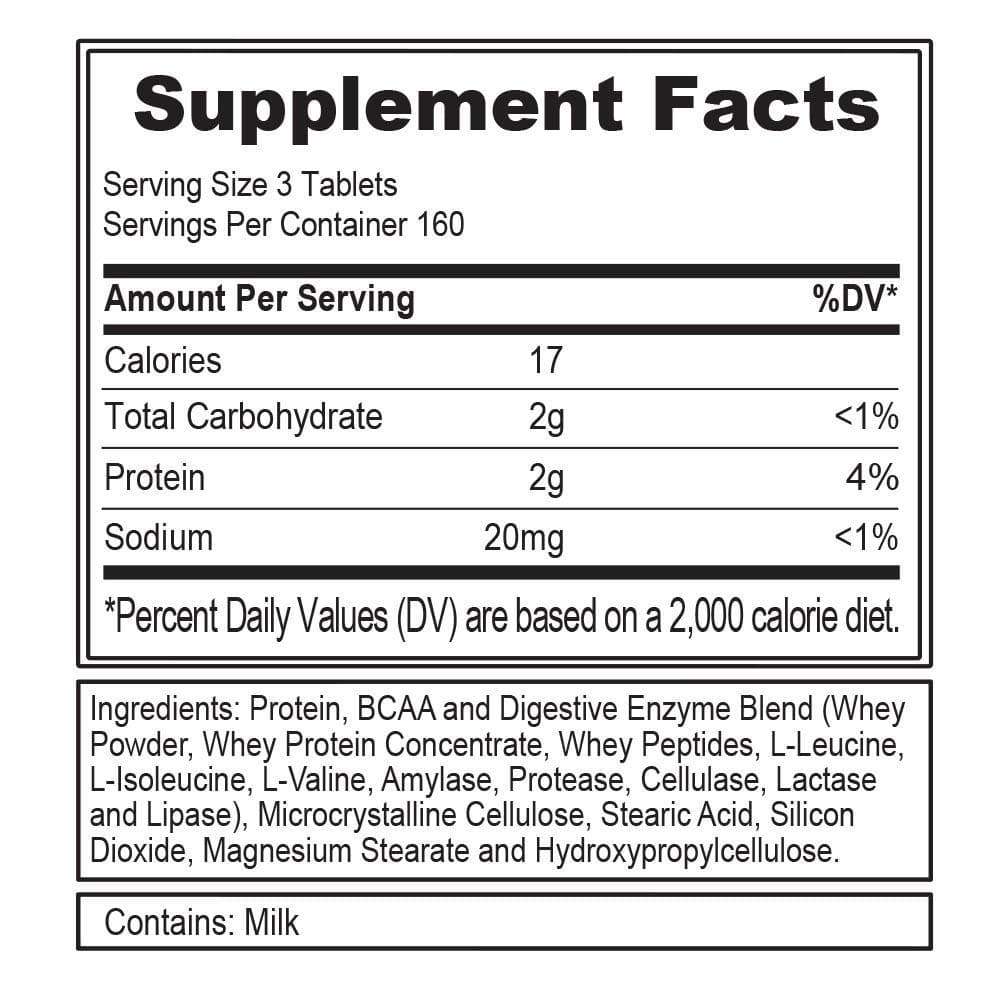 Supplement Facts
Serving Size 3 Tablets
Servings Per Container 160
Amount Per Serving %DV*
Calories 17
Total Carbohydrate 2g <1%
Protein 2g 4%
Sodium 20mg <1%
*Percent Daily Values (DV) are based on a 2,000 calorie diet.
Ingredients: Protein, BCAA and Digestive Enzyme Blend (Whey
Powder, Whey Protein Concentrate, Whey Peptides, L-Leucine,
L-Isoleucine, L-Valine, Amylase, Protease, Cellulase, Lactase
and Lipase), Microcrystalline Cellulose, Stearic Acid, Silicon
Dioxide, Magnesium Stearate and Hydroxypropylcellulose.
Contains: Milk